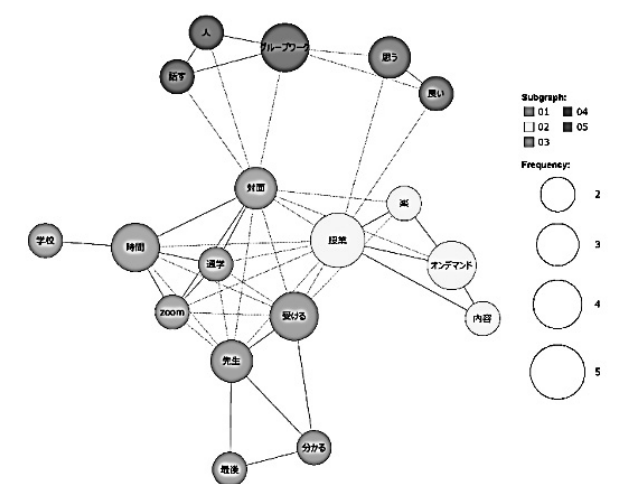 人
グループワーク
思う
話す
良い
Subgraph:
01 04
02 05
03
Frequency:
対面
楽
2
学校
時間
通学
授業
オンデマンド
3
zoom
受ける
内容
4
先生
5
分かる
最後